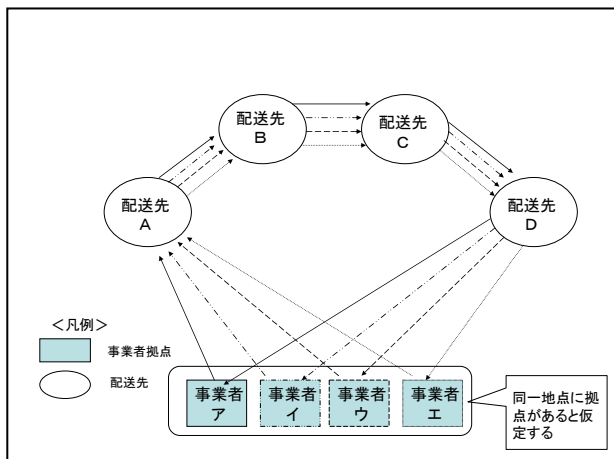 配送先
B
配送先
C
配送先
A
配送先
D
＜凡例＞
事業者拠点
配送先
事業者
ア
事業者
イ
事業者
ウ
事業者
エ
同一地点に拠
点があると仮
定する